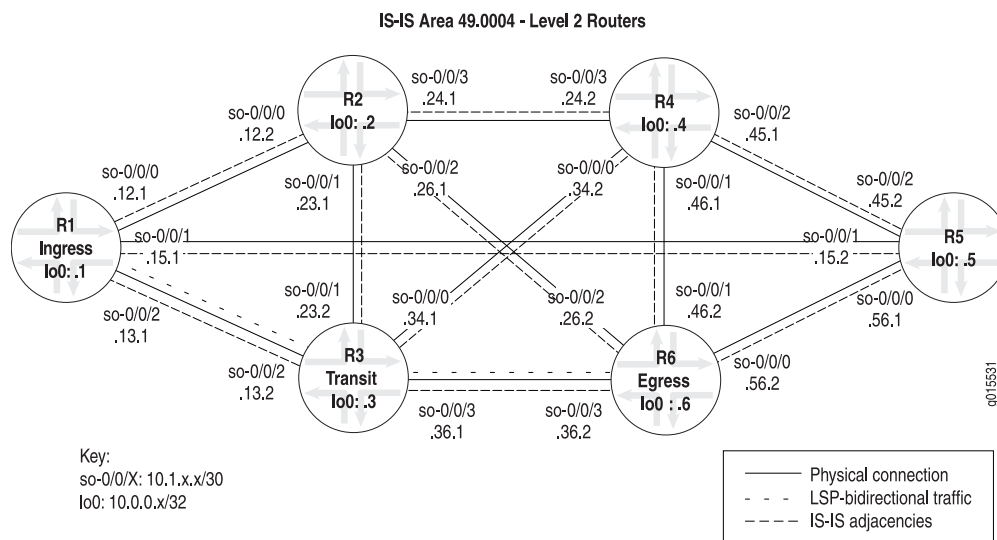 IS-IS Area 49.0004 - Level 2 Routers
so-0/0/3
.24.1
so-0/0/3
.24.2
R2
lo0: .2
R4
lo0: .4
so-0/0/0
.12.2
so-0/0/2
.45.1
so-0/0/0
.12.1
so-0/0/1
.23.1
so-0/0/2
.26.1
so-0/0/0
.34.2
so-0/0/1
.46.1
so-0/0/2
.45.2
R1
Ingress
lo0: .1
so-0/0/1
.15.1
so-0/0/1
.15.2
R5
lo0: .5
so-0/0/2
.13.1
so-0/0/1
.23.2
so-0/0/0
.34.1
so-0/0/2
.26.2
so-0/0/1
.46.2
so-0/0/0
.56.1
so-0/0/2
.13.2
R3
Transit
lo0: .3
R6
Egress
lo0 : .6
so-0/0/0
.56.2
so-0/0/3
.36.1
so-0/0/3
.36.2
g015531
Key:
so-0/0/X: 10.1.x.x/30
lo0: 10.0.0.x/32
Physical connection
LSP-bidirectional traffic
IS-IS adjacencies